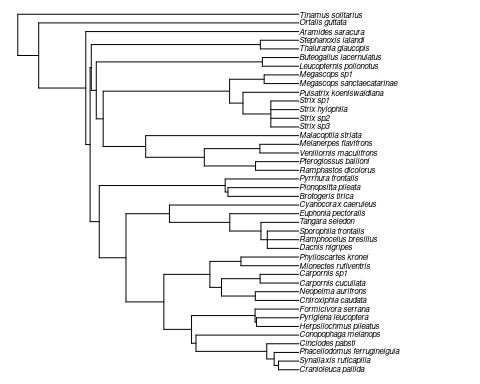 Tinamus solitarius
Ortalis guttata
Aramides saracura
Stephanoxis lalandi
Thalurania glaucopis
Buteogallus lacernulatus
Leucopternis polionotus
Megascops sp1
Megascops sanctaecatarinae
Pulsatrix koeniswaldiana
Strix sp1
Strix hylophila
Strix sp2
Strix sp3
Malacoptila striata
Melanerpes flavifrons
Veniliornis maculifrons
Pteroglossus bailloni
Ramphastos dicolorus
Pyrrhura frontalis
Pionopsitta pileata
Brotogeris tirica
Cyanocorax caeruleus
Euphonia pectoralis
Tangara seledon
Sporophila frontalis
Ramphocelus bresilius
Dacnis nigripes
Phylloscartes kronei
Mionectes rufiventris
Carpornis sp1
Carpornis cucullata
Neopelma aurifrons
Chiroxiphia caudata
Formicivora serrana
Pyriglena leucoptera
Herpsilochmus pileatus
Conopophaga melanops
Cinclodes pabsti
Phacellodomus ferrugineigula
Synallaxis ruficapilla
Cranioleuca pallida